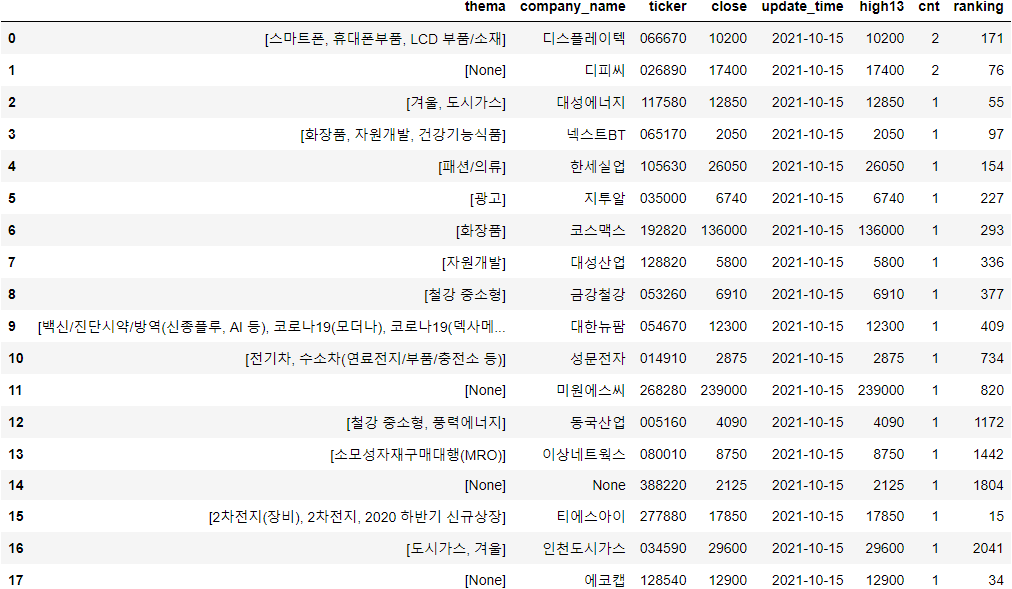 thema company_name ticker close update_time high13 cnt ranking
0 [스마트폰, 휴대폰부품, LCD 부품/소재] 디스플레이텍 066670 10200 2021-10-15 10200 2 171
1 [None] 디피씨 026890 17400 2021-10-15 17400 2 76
2 [겨울, 도시가스] 대성에너지 117580 12850 2021-10-15 12850 1 55
3 [화장품, 자원개발, 건강기능식품] 넥스트BT 065170 2050 2021-10-15 2050 1 97
4 [패션/의류] 한세실업 105630 26050 2021-10-15 26050 1 154
5 [광고] 지투알 035000 6740 2021-10-15 6740 1 227
6 [화장품] 코스맥스 192820 136000 2021-10-15 136000 1 293
7 [자원개발] 대성산업 128820 5800 2021-10-15 5800 1 336
8 [철강 중소형] 금강철강 053260 6910 2021-10-15 6910 1 377
9 [백신/진단시약/방역(신종플루, AI 등), 코로나19(모더나), 코로나19(덱사메... 대한뉴팜 054670 12300 2021-10-15 12300 1 409
10 [전기차, 수소차(연료전지/부품/충전소 등)] 성문전자 014910 2875 2021-10-15 2875 1 734
11 [None] 미원에스씨 268280 239000 2021-10-15 239000 1 820
12 [철강 중소형, 풍력에너지] 동국산업 005160 4090 2021-10-15 4090 1 1172
13 [소모성자재구매대행(MRO)] 이상네트웍스 080010 8750 2021-10-15 8750 1 1442
14 [None] None 388220 2125 2021-10-15 2125 1 1804
15 [2차전지(장비), 2차전지, 2020 하반기 신규상장] 티에스아이 277880 17850 2021-10-15 17850 1 15
16 [도시가스, 겨울] 인천도시가스 034590 29600 2021-10-15 29600 1 2041
17 [None] 에코캡 128540 12900 2021-10-15 12900 1 34